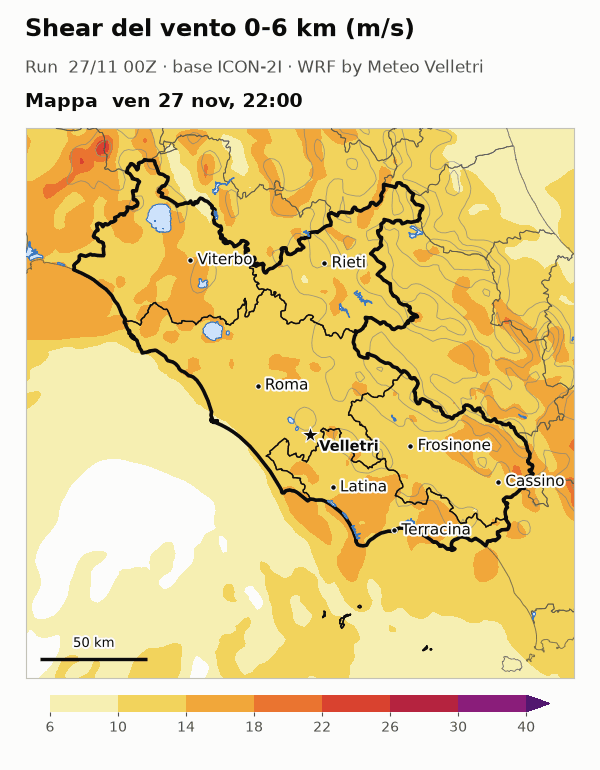 Shear del vento 0-6 km (m/s)
Run  27/11 00Z · base ICON-2I · WRF by Meteo Velletri
Mappa  ven 27 nov, 22:00
Viterbo
Rieti
Roma
Velletri
Frosinone
Cassino
Latina
Terracina
50 km
6 10 14 18 22 26 30 40